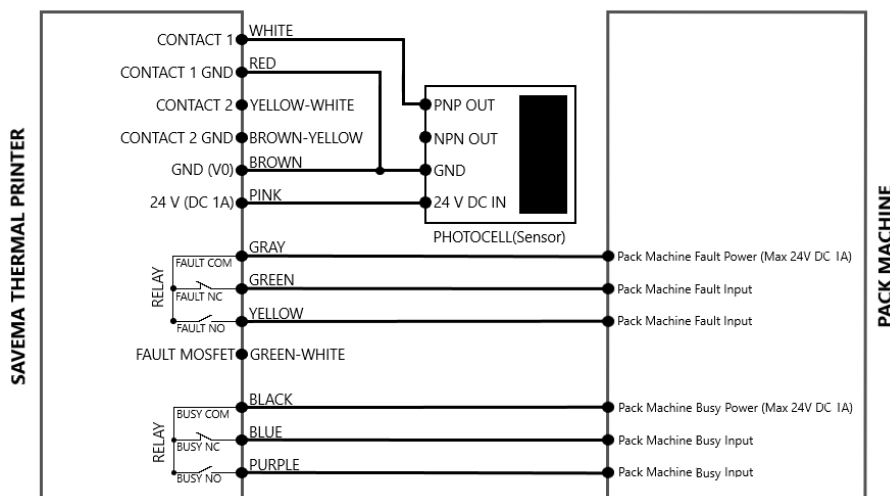 SAVEMA THERMAL PRINTER
PACK MACHINE
CONTACT 1 WHITE
CONTACT 1 GND RED
CONTACT 2 YELLOW-WHITE
CONTACT 2 GND BROWN-YELLOW
GND (V0) BROWN
24 V (DC 1A) PINK
PNP OUT
NPN OUT
GND
24 V DC IN
PHOTOCELL(Sensor)
RELAY
FAULT COM GRAY Pack Machine Fault Power (Max 24V DC 1A)
FAULT NC GREEN Pack Machine Fault Input
FAULT NO YELLOW Pack Machine Fault Input
FAULT MOSFET GREEN-WHITE
RELAY
BUSY COM BLACK Pack Machine Busy Power (Max 24V DC 1A)
BUSY NC BLUE Pack Machine Busy Input
BUSY NO PURPLE Pack Machine Busy Input